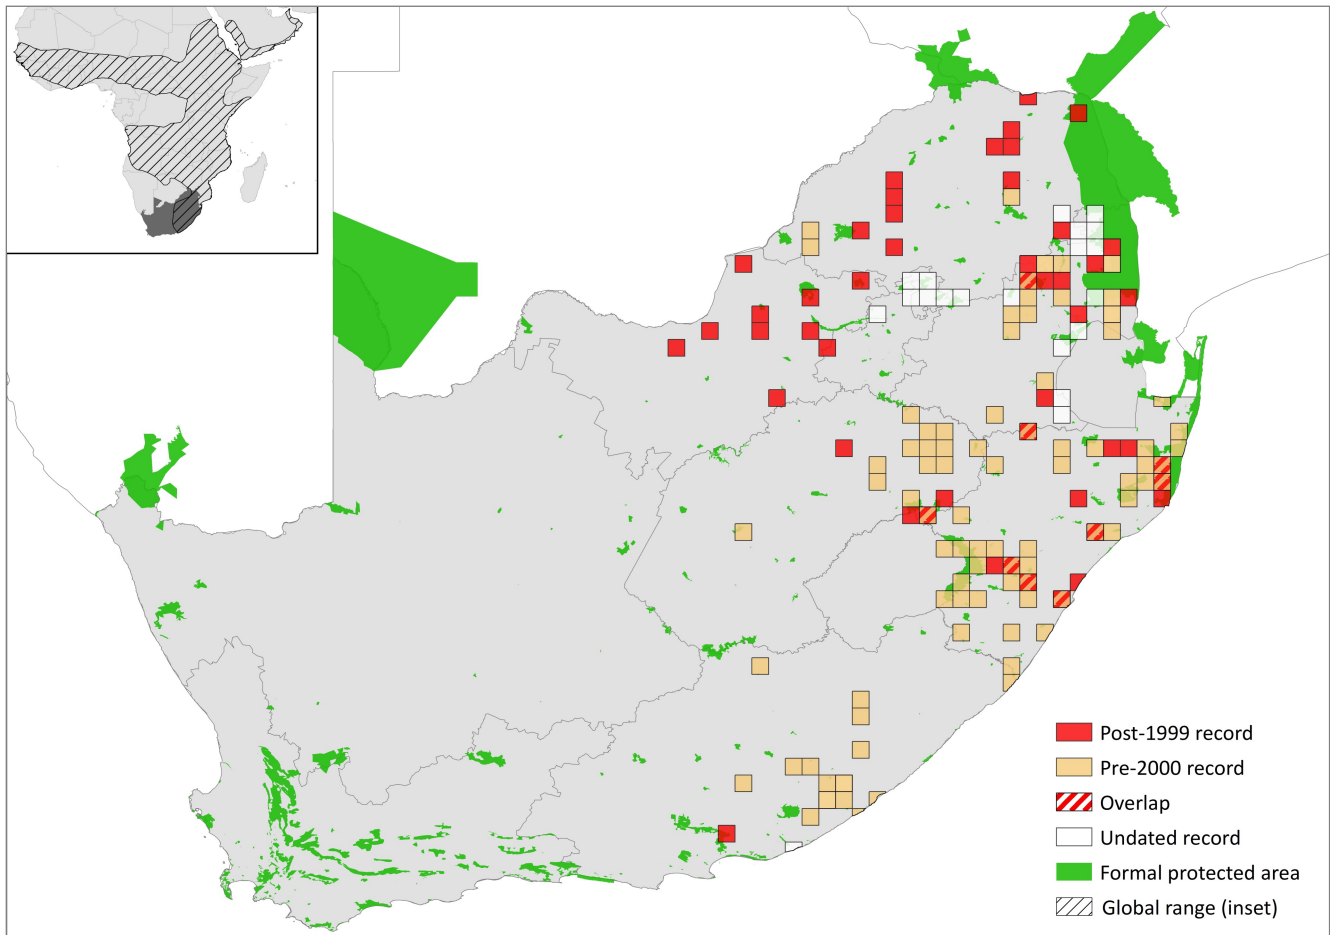 Post-1999 record
Pre-2000 record
Overlap
Undated record
Formal protected area
Global range (inset)